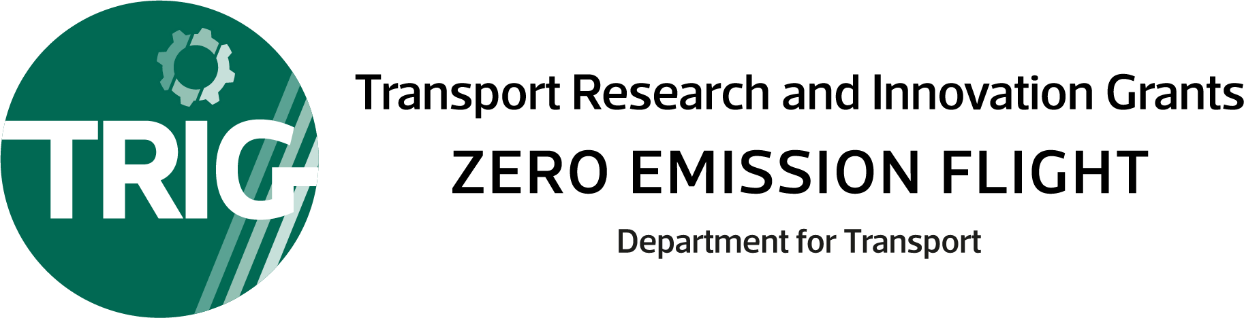 TRIG
Transport Research and Innovation Grants
ZERO EMISSION FLIGHT
Department for Transport